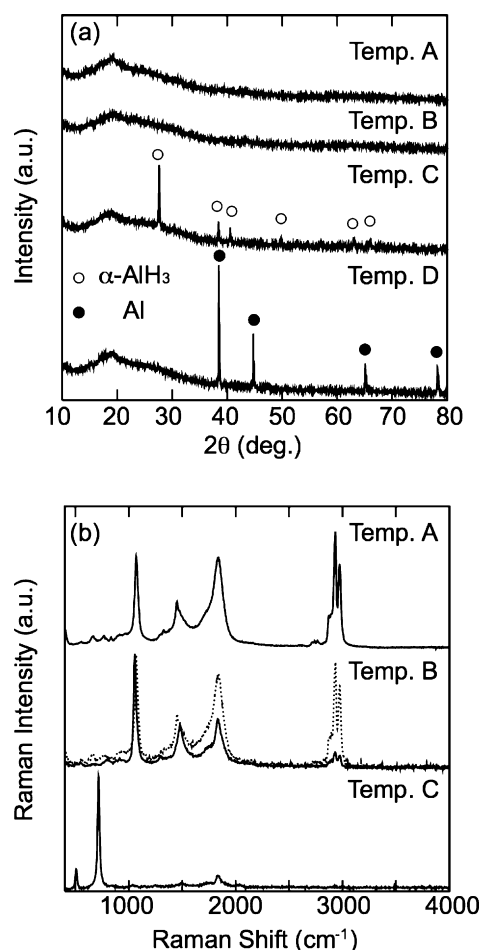 (a)
Temp. A
Temp. B
Temp. C
Temp. D
○ α-AlH₃
● Al
Intensity (a.u.)
10 20 30 40 50 60 70 80
2θ (deg.)
(b)
Temp. A
Temp. B
Temp. C
Raman Intensity (a.u.)
1000 2000 3000 4000
Raman Shift (cm⁻¹)